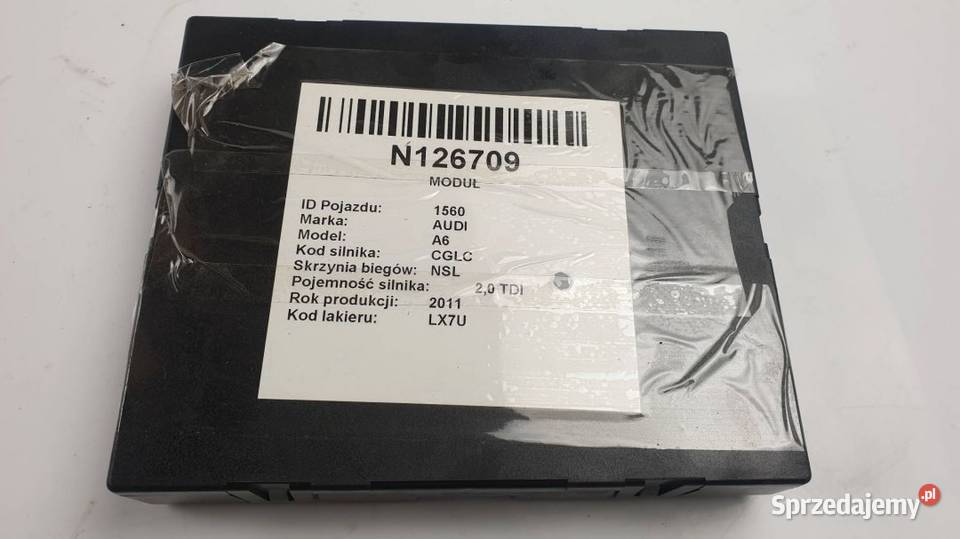 N126709
MODUŁ
ID Pojazdu: 1560
Marka: AUDI
Model: A6
Kod silnika: CGLC
Skrzynia biegów: NSL
Pojemność silnika: 2,0 TDI
Rok produkcji: 2011
Kod lakieru: LX7U
Sprzedajemy.pl